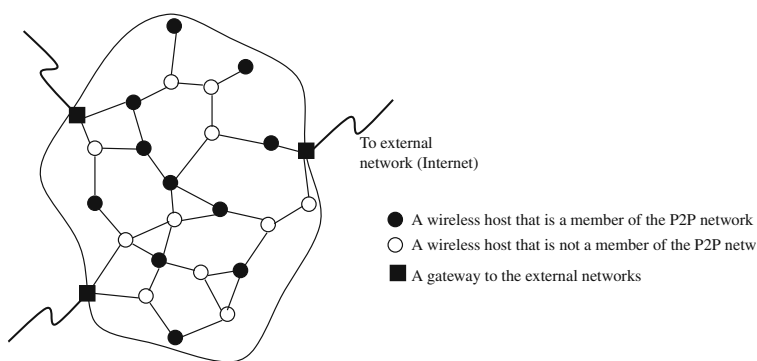 To external
network (Internet)
A wireless host that is a member of the P2P network
A wireless host that is not a member of the P2P netw
A gateway to the external networks